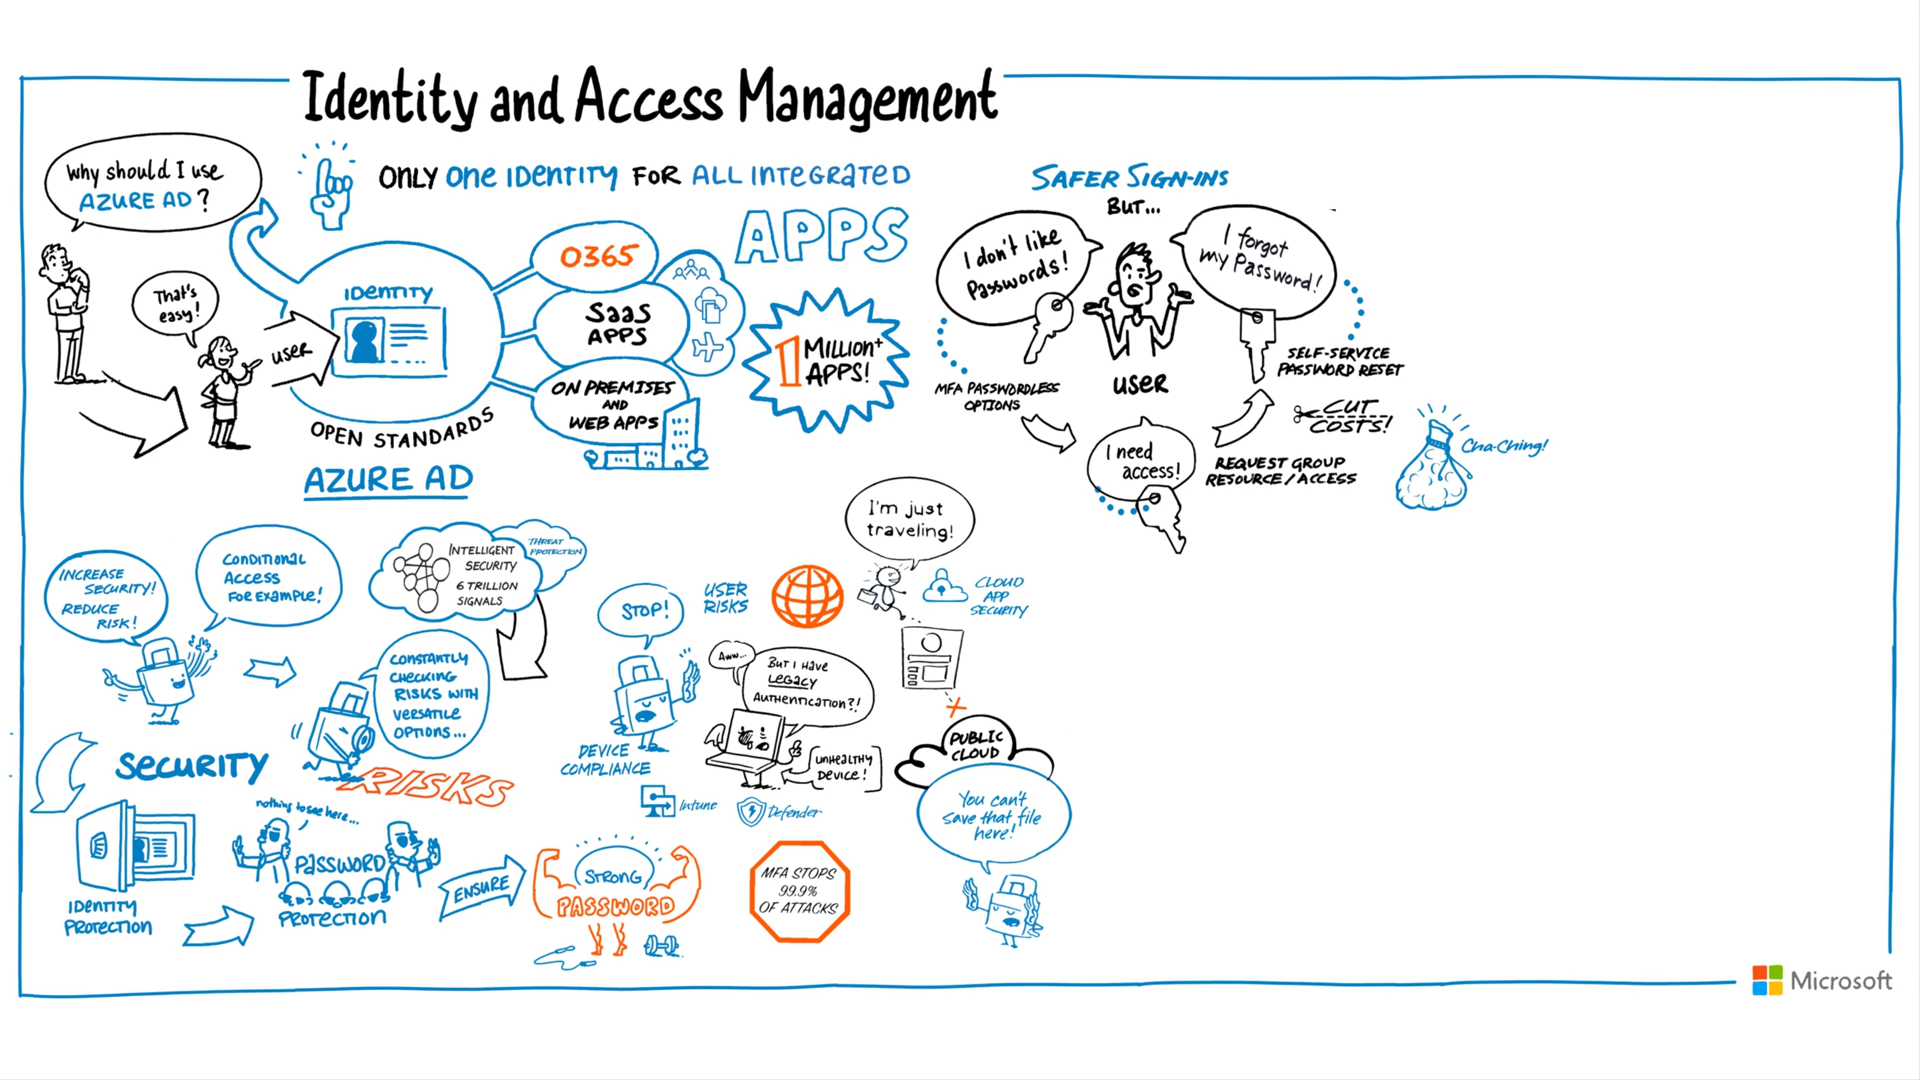 Identity and Access Management
Why should I use
AZURE AD?
That's
easy!
USER
IDENTITY
OPEN STANDARDS
AZURE AD
ONLY ONE IDENTITY FOR ALL INTEGRATED
APPS
O365
SaaS
APPS
ON PREMISES
AND
WEB APPS
1 MILLION+
APPS!
SAFER SIGN-INS
BUT...
I don't like
Passwords!
I forgot
my Password!
MFA PASSWORDLESS
OPTIONS
USER
SELF-SERVICE
PASSWORD RESET
I need
access!
CUT
COSTS!
REQUEST GROUP
RESOURCE/ACCESS
Cha-Ching!
INCREASE
SECURITY!
REDUCE
RISK!
CONDITIONAL
ACCESS
FOR EXAMPLE!
INTELLIGENT
SECURITY
6 TRILLION
SIGNALS
THREAT
PROTECTION
CONSTANTLY
CHECKING
RISKS WITH
VERSATILE
OPTIONS...
SECURITY
RISKS
STOP!
USER
RISKS
DEVICE
COMPLIANCE
Aww...
BUT I HAVE
LEGACY
AUTHENTICATION?!
UNHEALTHY
DEVICE!
Intune
Defender
I'm just
traveling!
CLOUD
APP
SECURITY
PUBLIC
CLOUD
You can't
save that file
here!
IDENTITY
PROTECTION
nothing to see here...
PASSWORD
PROTECTION
ENSURE
STRONG
PASSWORD
MFA STOPS
99.9%
OF ATTACKS
Microsoft